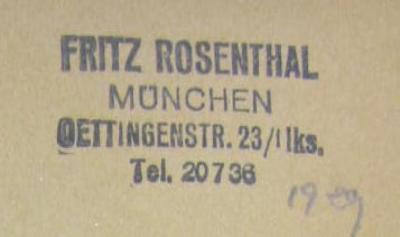 FRITZ ROSENTHAL
MÜNCHEN
OETTINGENSTR. 23/I lks.
Tel. 20736